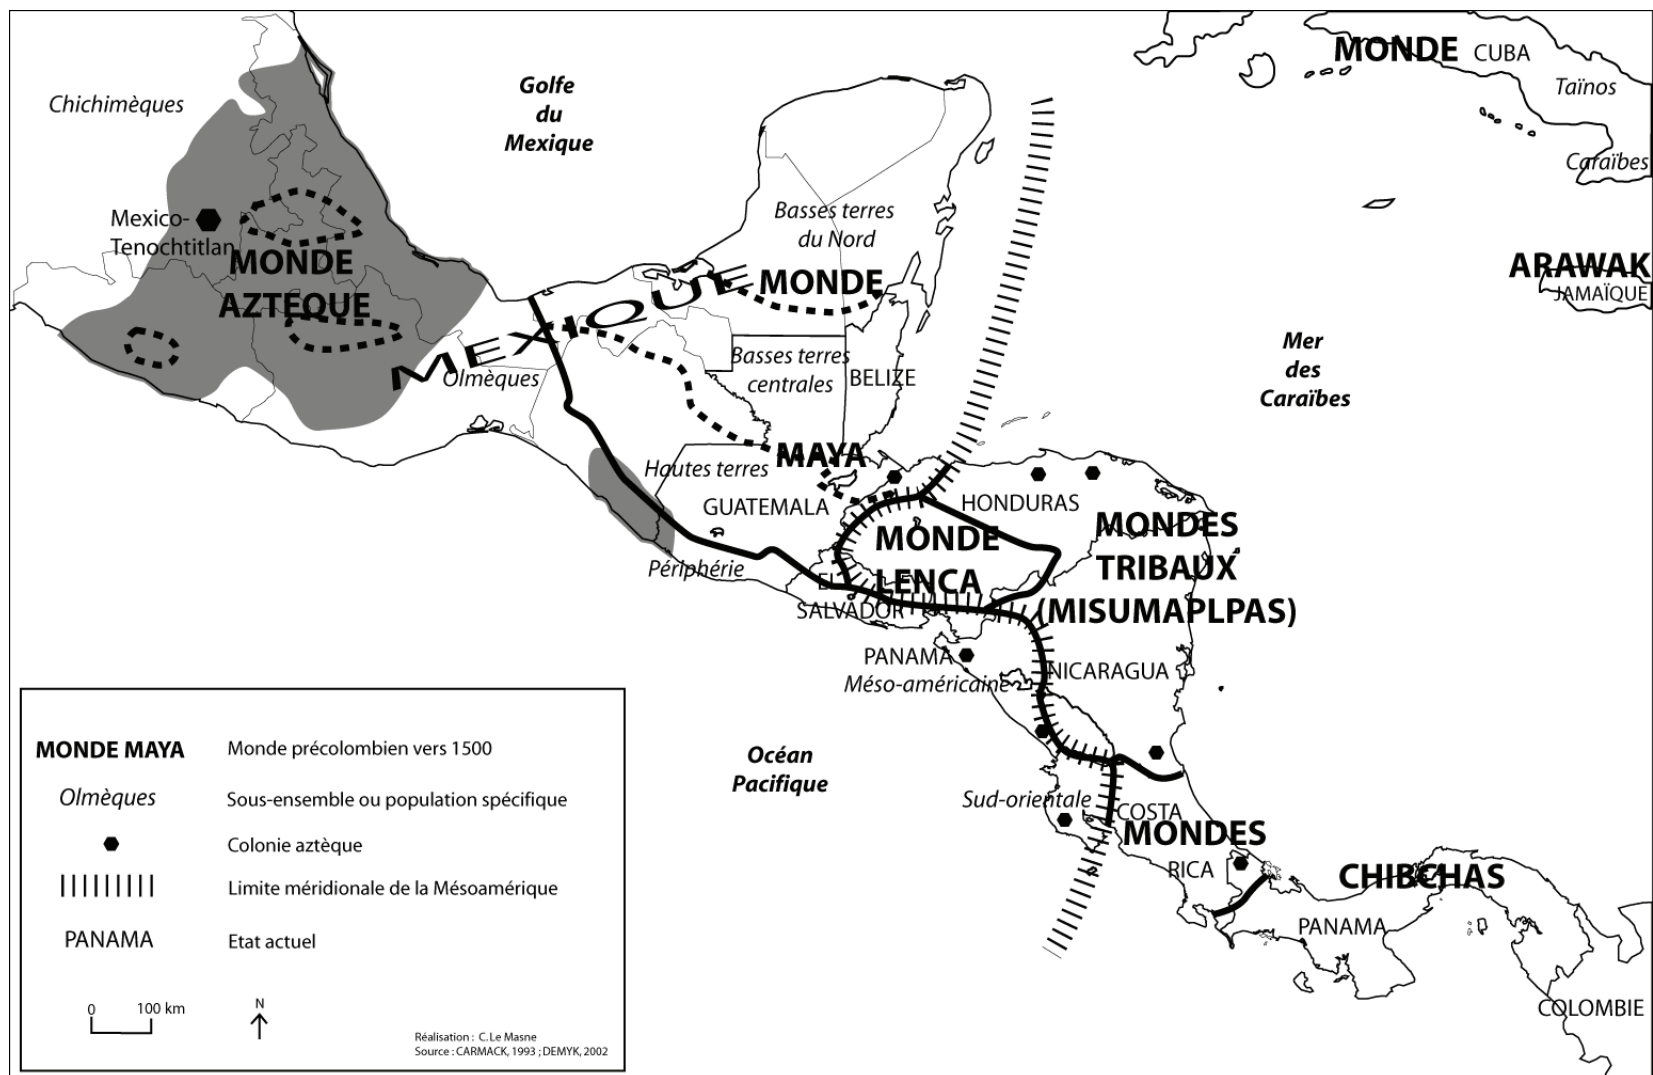 MONDE CUBA
Taïnos
Caraïbes
Chichimèques
Golfe
du
Mexique
Mexico-
Tenochtitlan
MONDE
AZTEQUE
MEXIQUE
Olmèques
Basses terres
du Nord
MONDE
Basses terres
centrales
BELIZE
MAYA
Hautes terres
GUATEMALA
Périphérie
ARAWAK
JAMAÏQUE
Mer
des
Caraïbes
HONDURAS
MONDE
LENCA
EL
SALVADOR
MONDES
TRIBAUX
(MISUMAPLPAS)
PANAMA
Méso-américaine
NICARAGUA
Océan
Pacifique
Sud-orientale
COSTA
MONDES
RICA
CHIBCHAS
PANAMA
COLOMBIE
MONDE MAYA Monde précolombien vers 1500
Olmèques Sous-ensemble ou population spécifique
Colonie aztèque
Limite méridionale de la Mésoamérique
PANAMA Etat actuel
0 100 km
N
Réalisation : C. Le Masne
Source : CARMACK, 1993 ; DEMYK, 2002